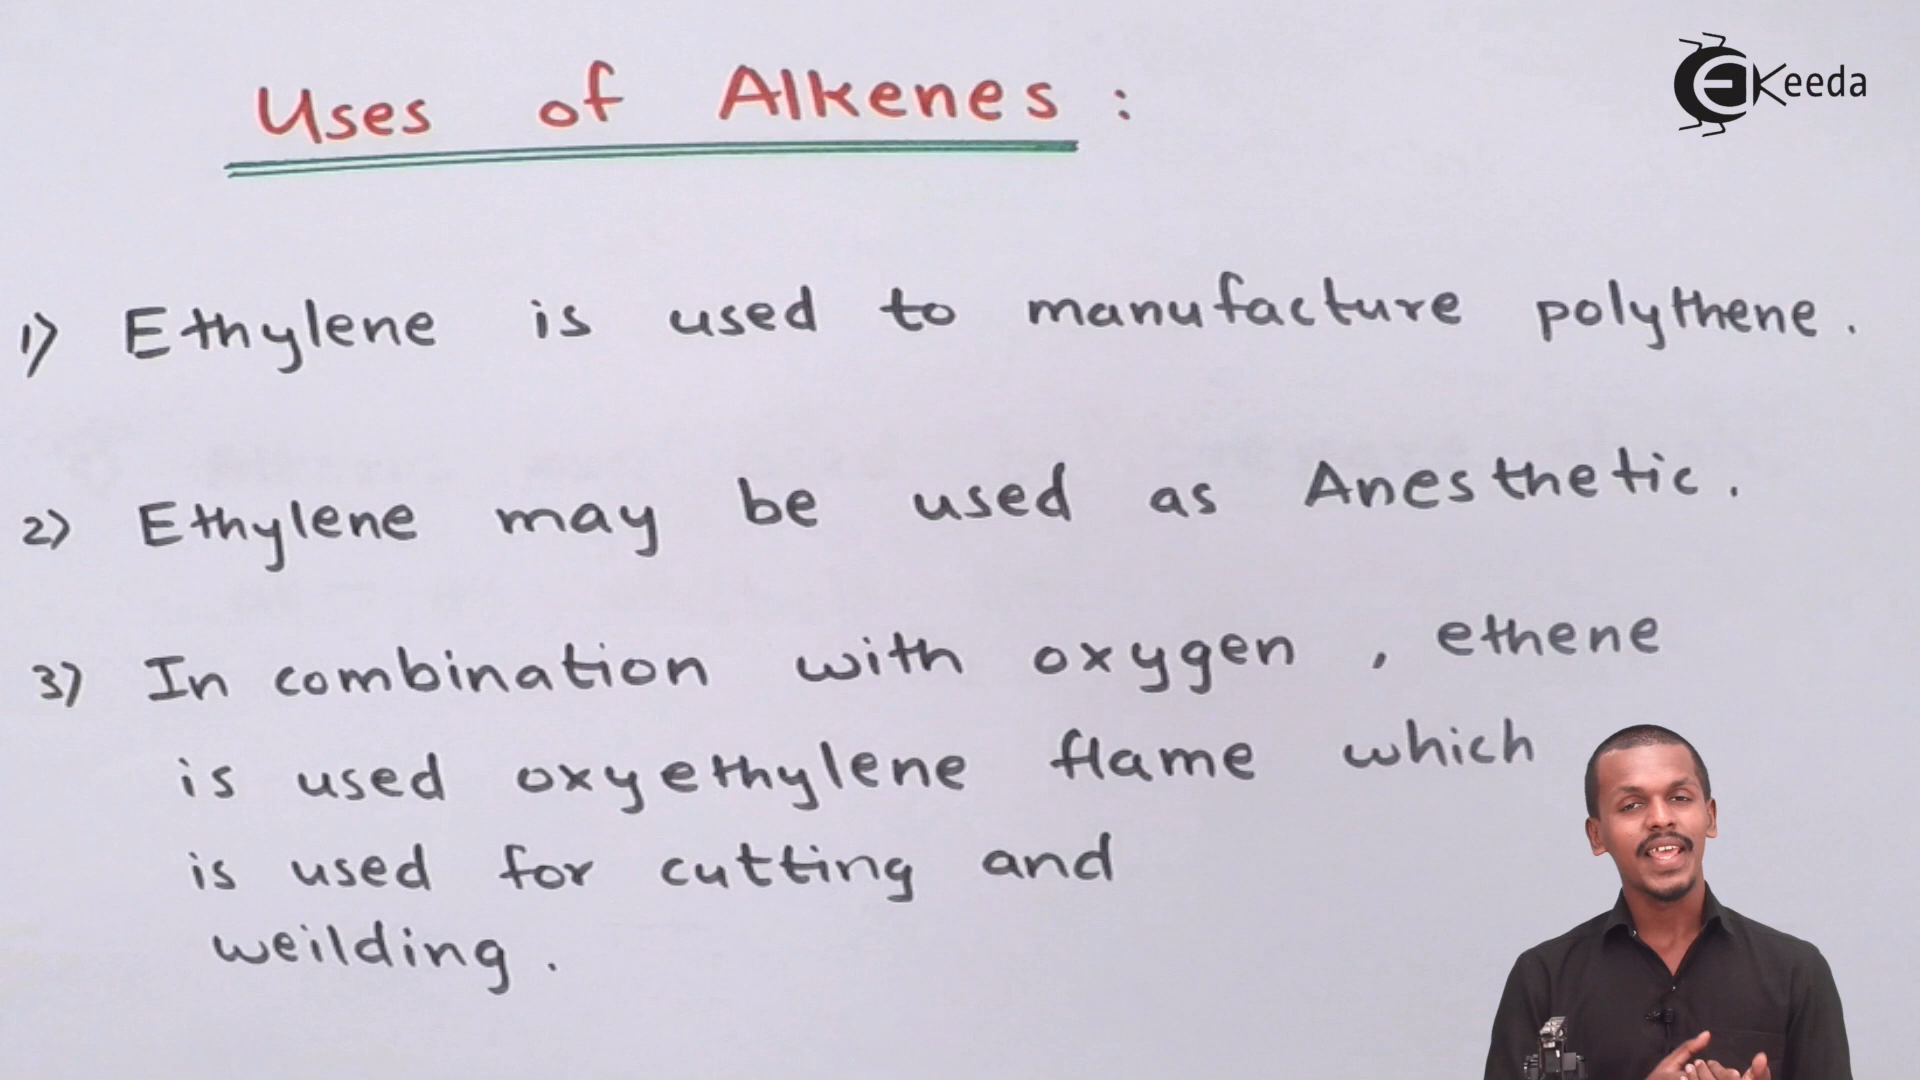 Uses of Alkenes :
EKeeda
1) Ethylene is used to manufacture polythene.
2) Ethylene may be used as Anesthetic.
3) In combination with oxygen, ethene
is used oxyethylene flame which
is used for cutting and
weilding.